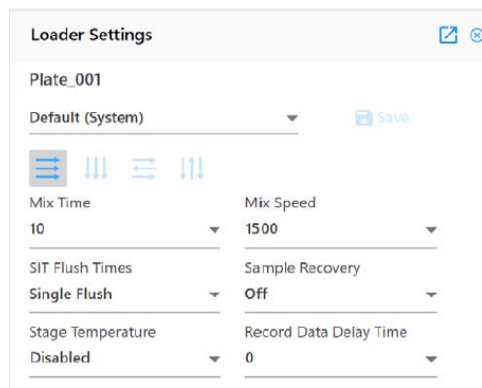 Loader Settings
Plate_001
Default (System)
Save
Mix Time
Mix Speed
10
1500
SIT Flush Times
Sample Recovery
Single Flush
Off
Stage Temperature
Record Data Delay Time
Disabled
0